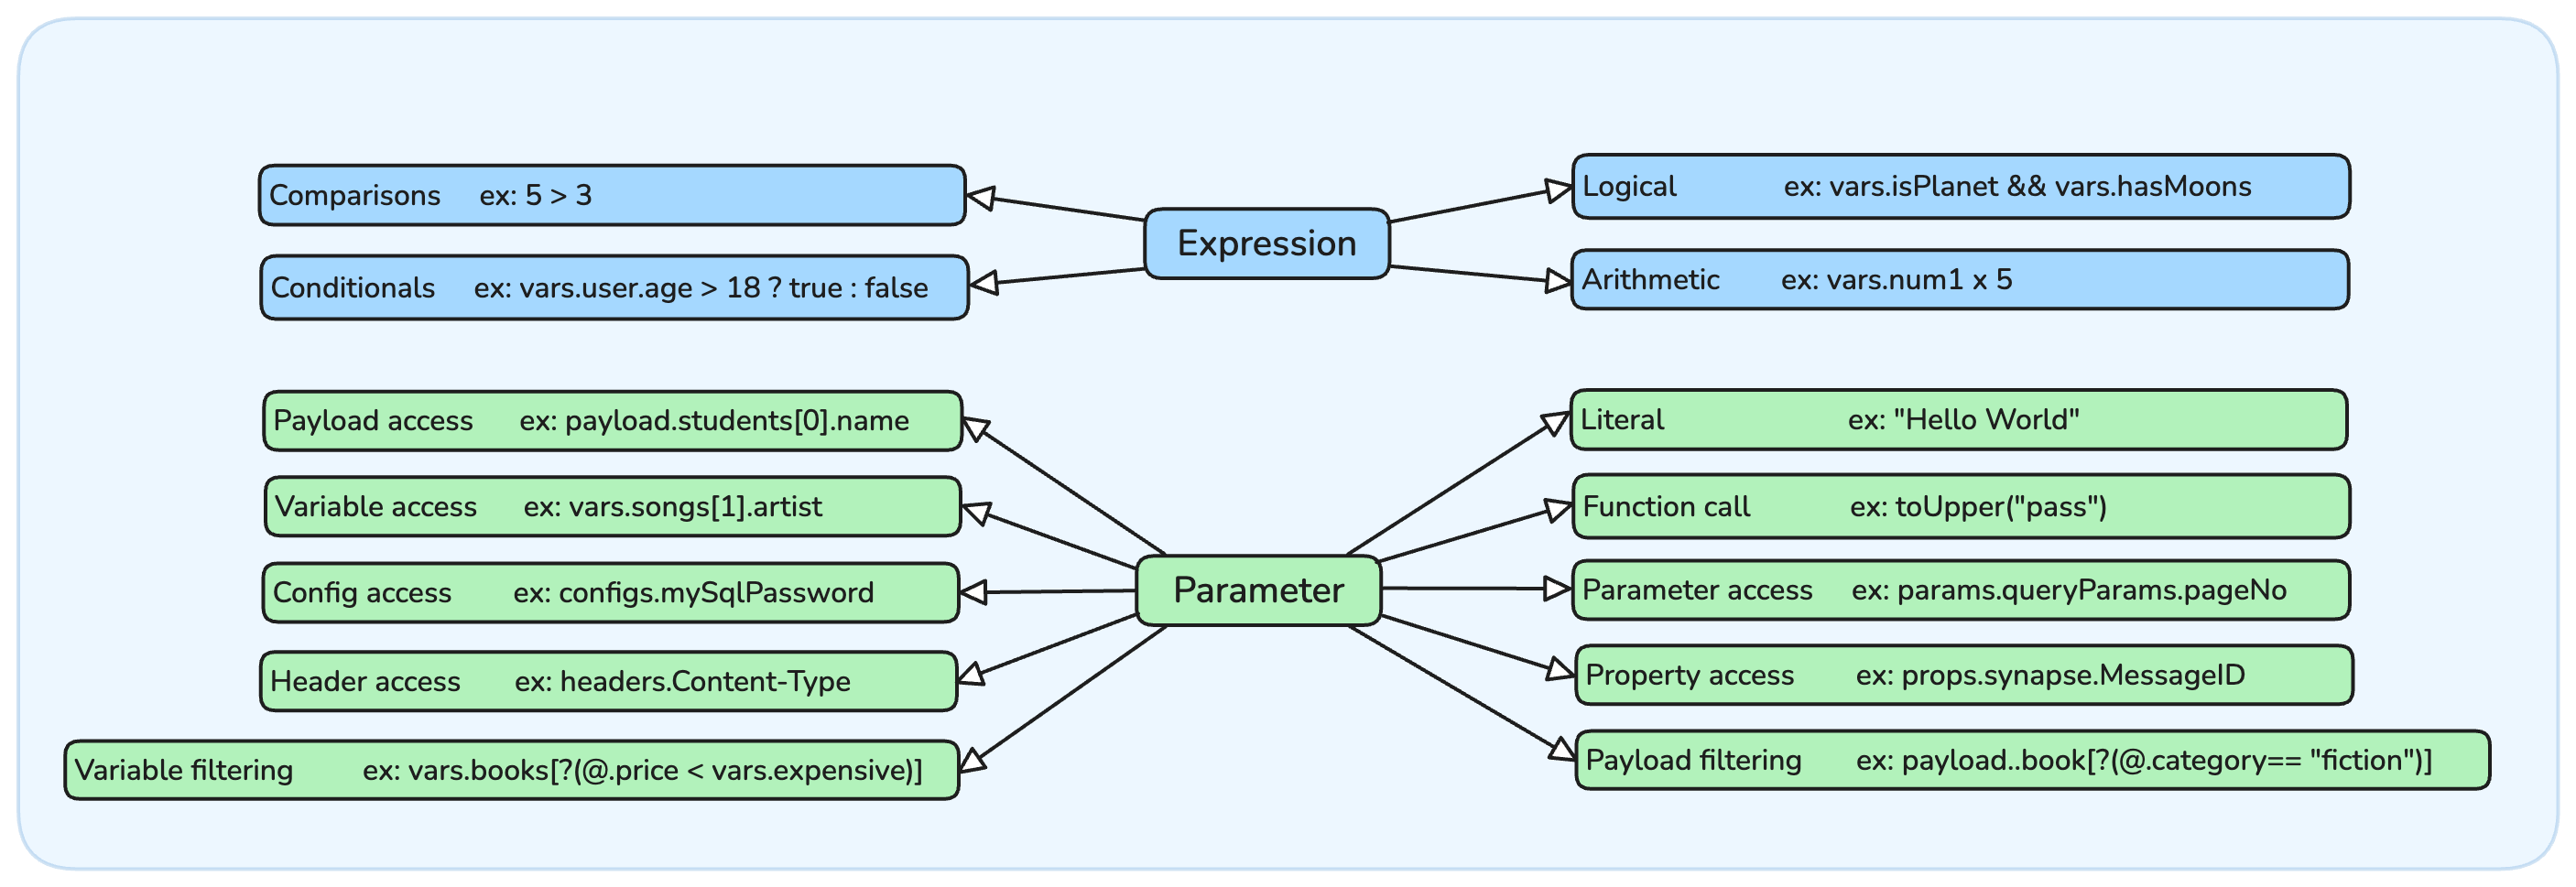 Comparisons ex: 5 > 3
Conditionals ex: vars.user.age > 18 ? true : false
Expression
Logical ex: vars.isPlanet && vars.hasMoons
Arithmetic ex: vars.num1 x 5
Payload access ex: payload.students[0].name
Variable access ex: vars.songs[1].artist
Config access ex: configs.mySqlPassword
Header access ex: headers.Content-Type
Variable filtering ex: vars.books[?(@.price < vars.expensive)]
Parameter
Literal ex: "Hello World"
Function call ex: toUpper("pass")
Parameter access ex: params.queryParams.pageNo
Property access ex: props.synapse.MessageID
Payload filtering ex: payload..book[?(@.category== "fiction")]